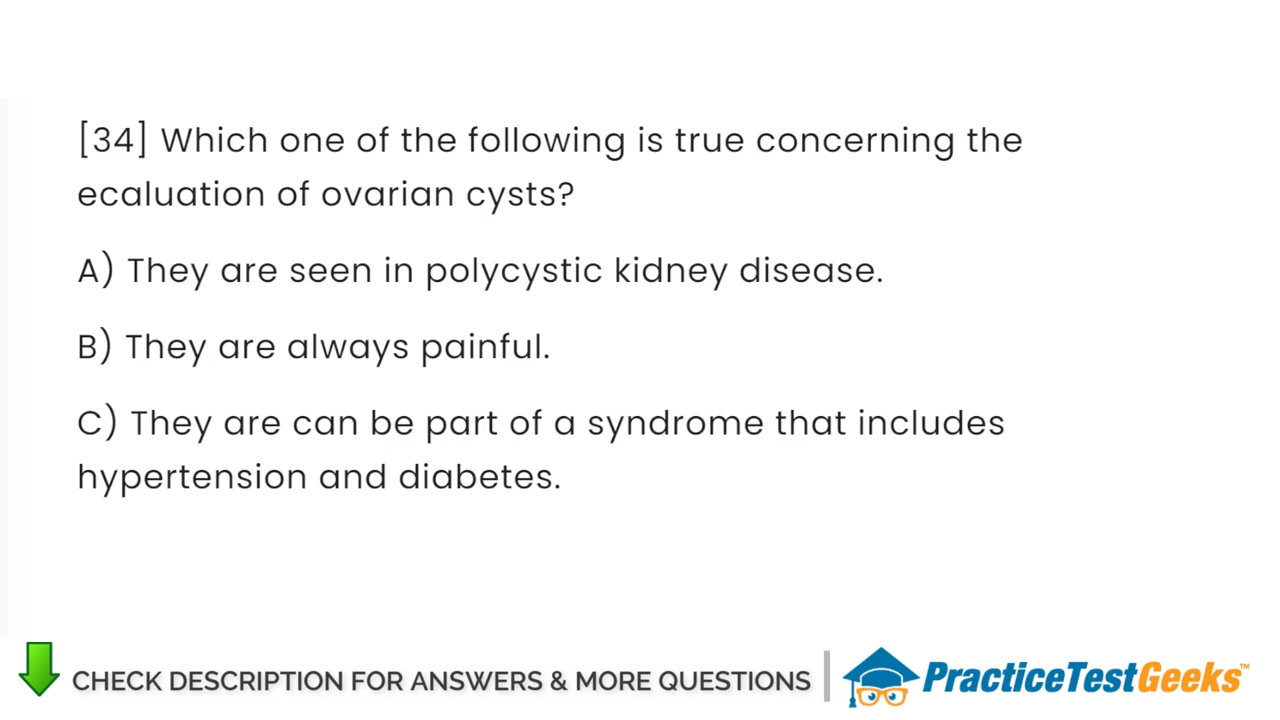 [34] Which one of the following is true concerning the
ecaluation of ovarian cysts?
A) They are seen in polycystic kidney disease.
B) They are always painful.
C) They are can be part of a syndrome that includes
hypertension and diabetes.
CHECK DESCRIPTION FOR ANSWERS & MORE QUESTIONS
PracticeTestGeeks™